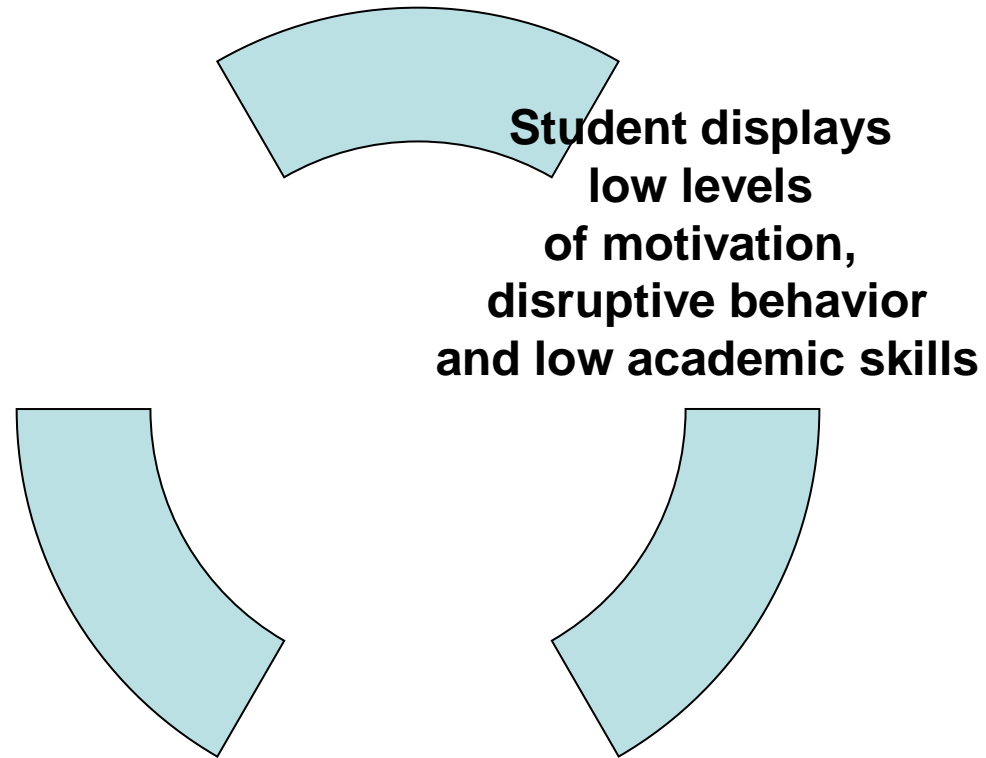 Student displays
low levels
of motivation,
disruptive behavior
and low academic skills